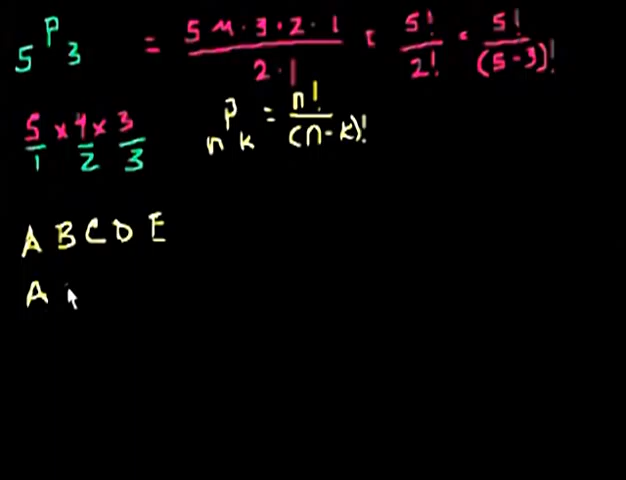 5P3 = 5 4 · 3 · 2 · 1 / 2 · 1 = 5! / 2! = 5! / (5-3)!
5 × 4 × 3
1 2 3
nPk = n! / (n-k)!
A B C D E
A